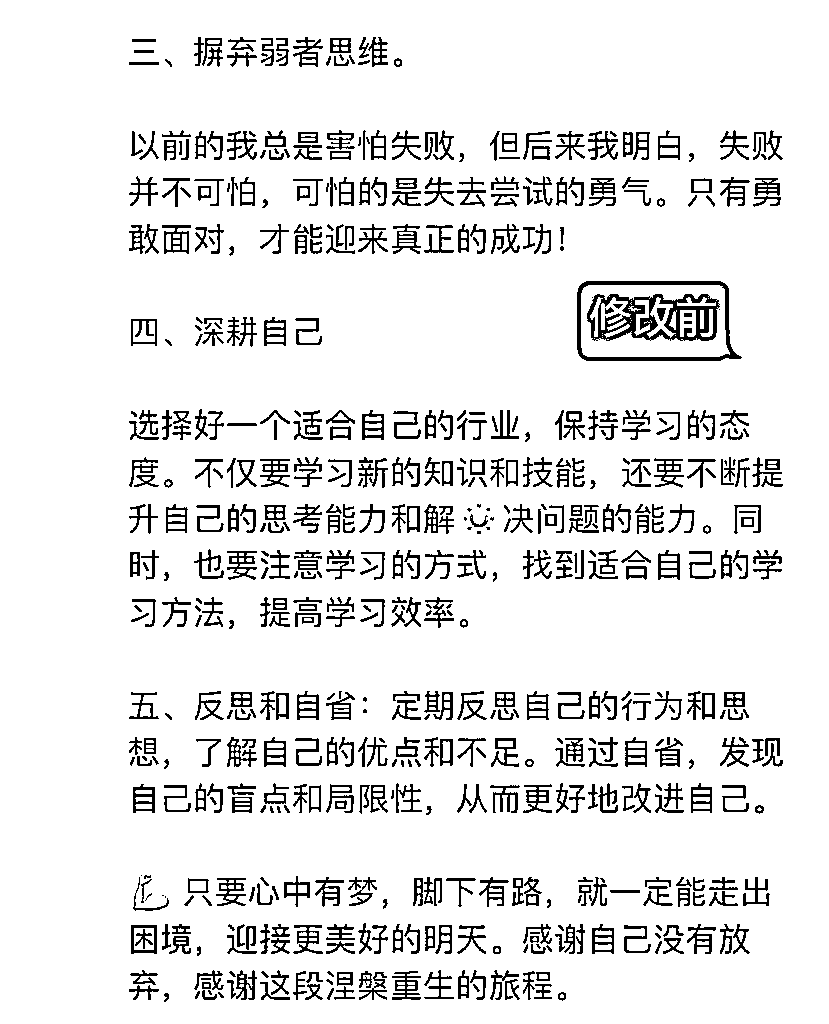 三、摒弃弱者思维。
以前的我总是害怕失败，但后来我明白，失败
并不可怕，可怕的是失去尝试的勇气。只有勇
敢面对，才能迎来真正的成功！
修改前
四、深耕自己
选择好一个适合自己的行业，保持学习的态
度。不仅要学习新的知识和技能，还要不断提
升自己的思考能力和解决问题的能力。同
时，也要注意学习的方式，找到适合自己的学
习方法，提高学习效率。
五、反思和自省：定期反思自己的行为和思
想，了解自己的优点和不足。通过自省，发现
自己的盲点和局限性，从而更好地改进自己。
💪只要心中有梦，脚下有路，就一定能走出
困境，迎接更美好的明天。感谢自己没有放
弃，感谢这段涅槃重生的旅程。